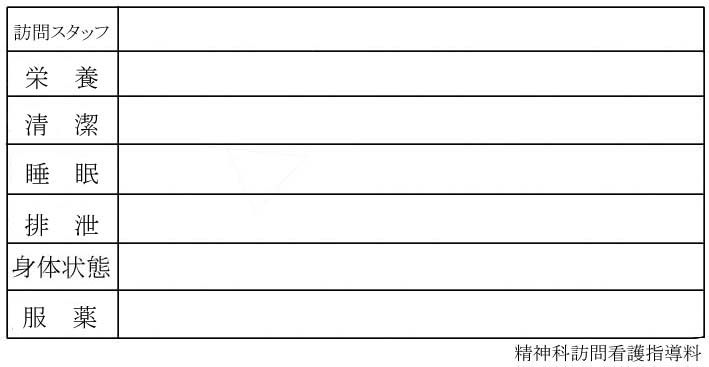 訪問スタッフ
栄 養
清 潔
睡 眠
排 泄
身体状態
服 薬
精神科訪問看護指導料